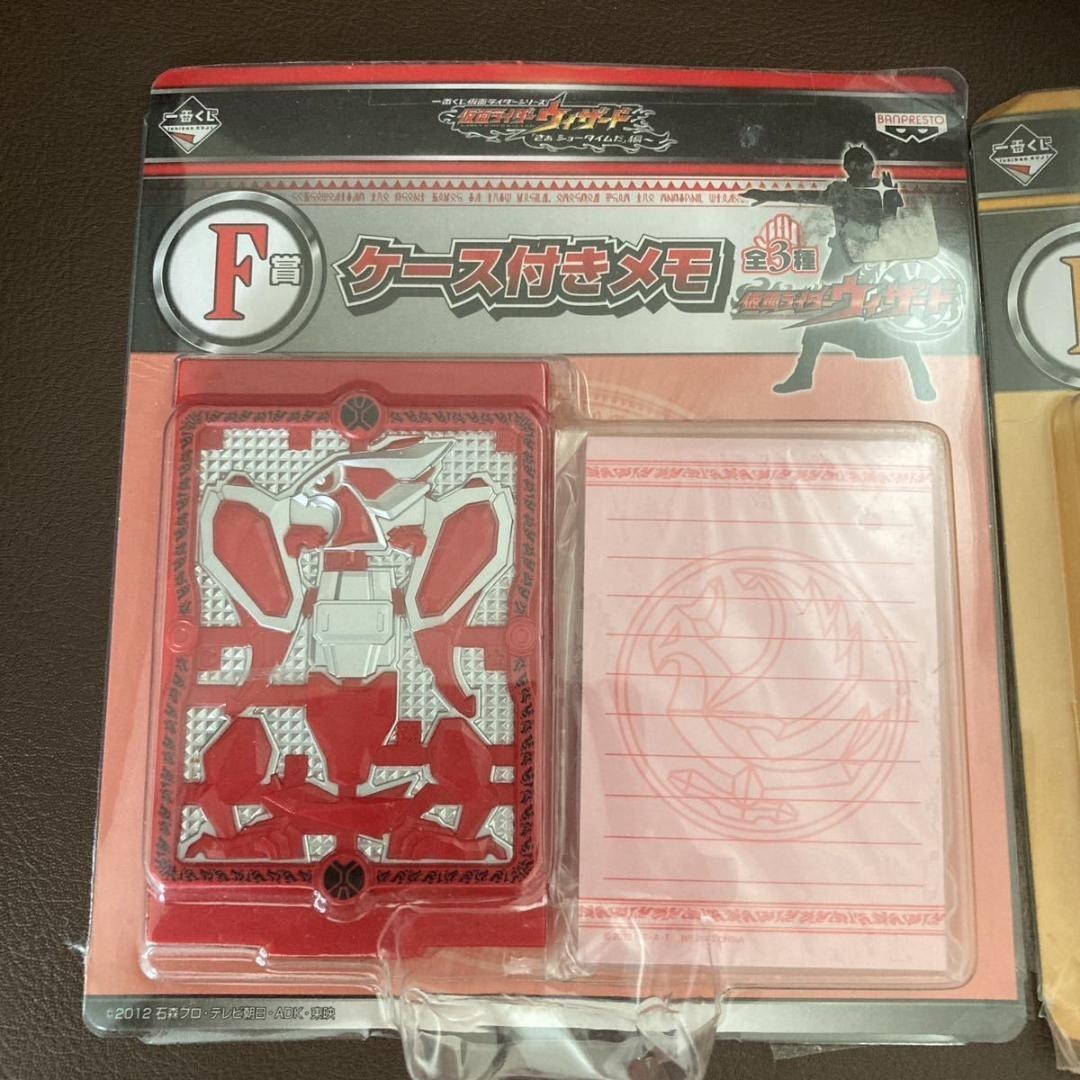 一番くじ
一番くじ仮面ライダーシリーズ
仮面ライダーウィザード
～さぁ、ショータイムだ編～
BANPRESTO
F賞
ケース付きメモ
全3種
仮面ライダーウィザード
©2012 石森プロ・テレビ朝日・ADK・東映
一番くじ